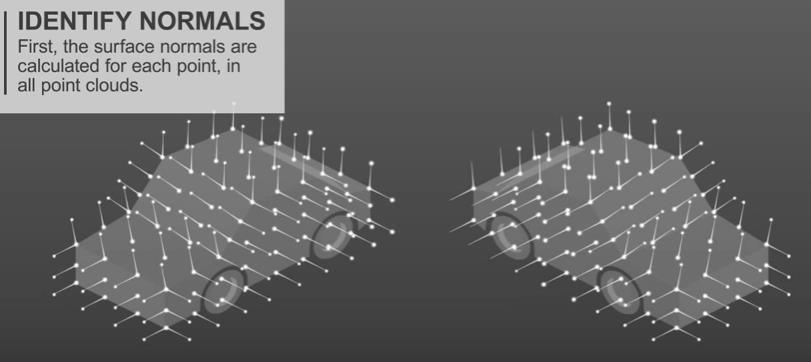 IDENTIFY NORMALS
First, the surface normals are
calculated for each point, in
all point clouds.